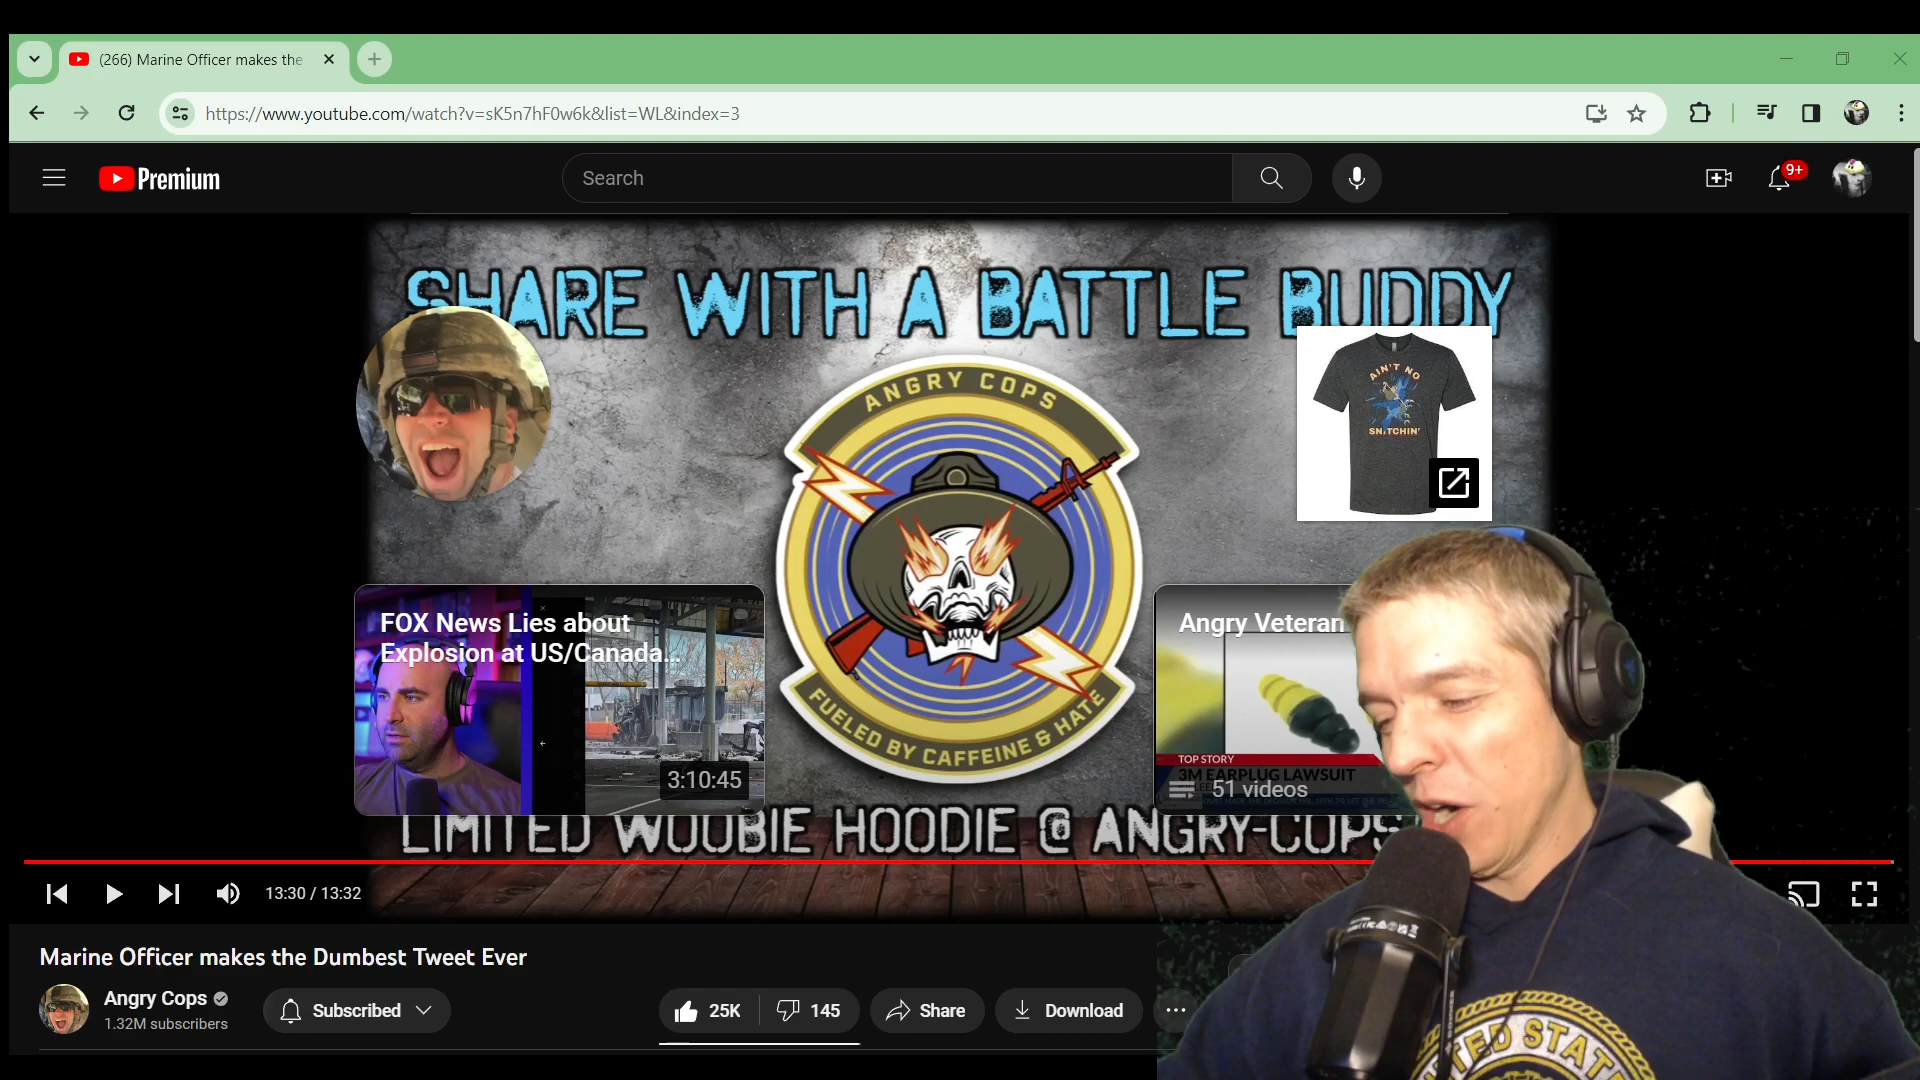 (266) Marine Officer makes the
https://www.youtube.com/watch?v=sK5n7hF0w6k&list=WL&index=3
Premium
Search
9+
SHARE WITH A BATTLE BUDDY
ANGRY COPS
AIN'T NO
SNITCHIN'
FOX News Lies about
Explosion at US/Canada...
3:10:45
Angry Veteran
TOP STORY
3M EARPLUG LAWSUIT
51 videos
FUELED BY CAFFEINE & HATE
LIMITED WOOBIE HOODIE @ ANGRY-COPS
13:30 / 13:32
Marine Officer makes the Dumbest Tweet Ever
Angry Cops
1.32M subscribers
Subscribed
25K
145
Share
Download